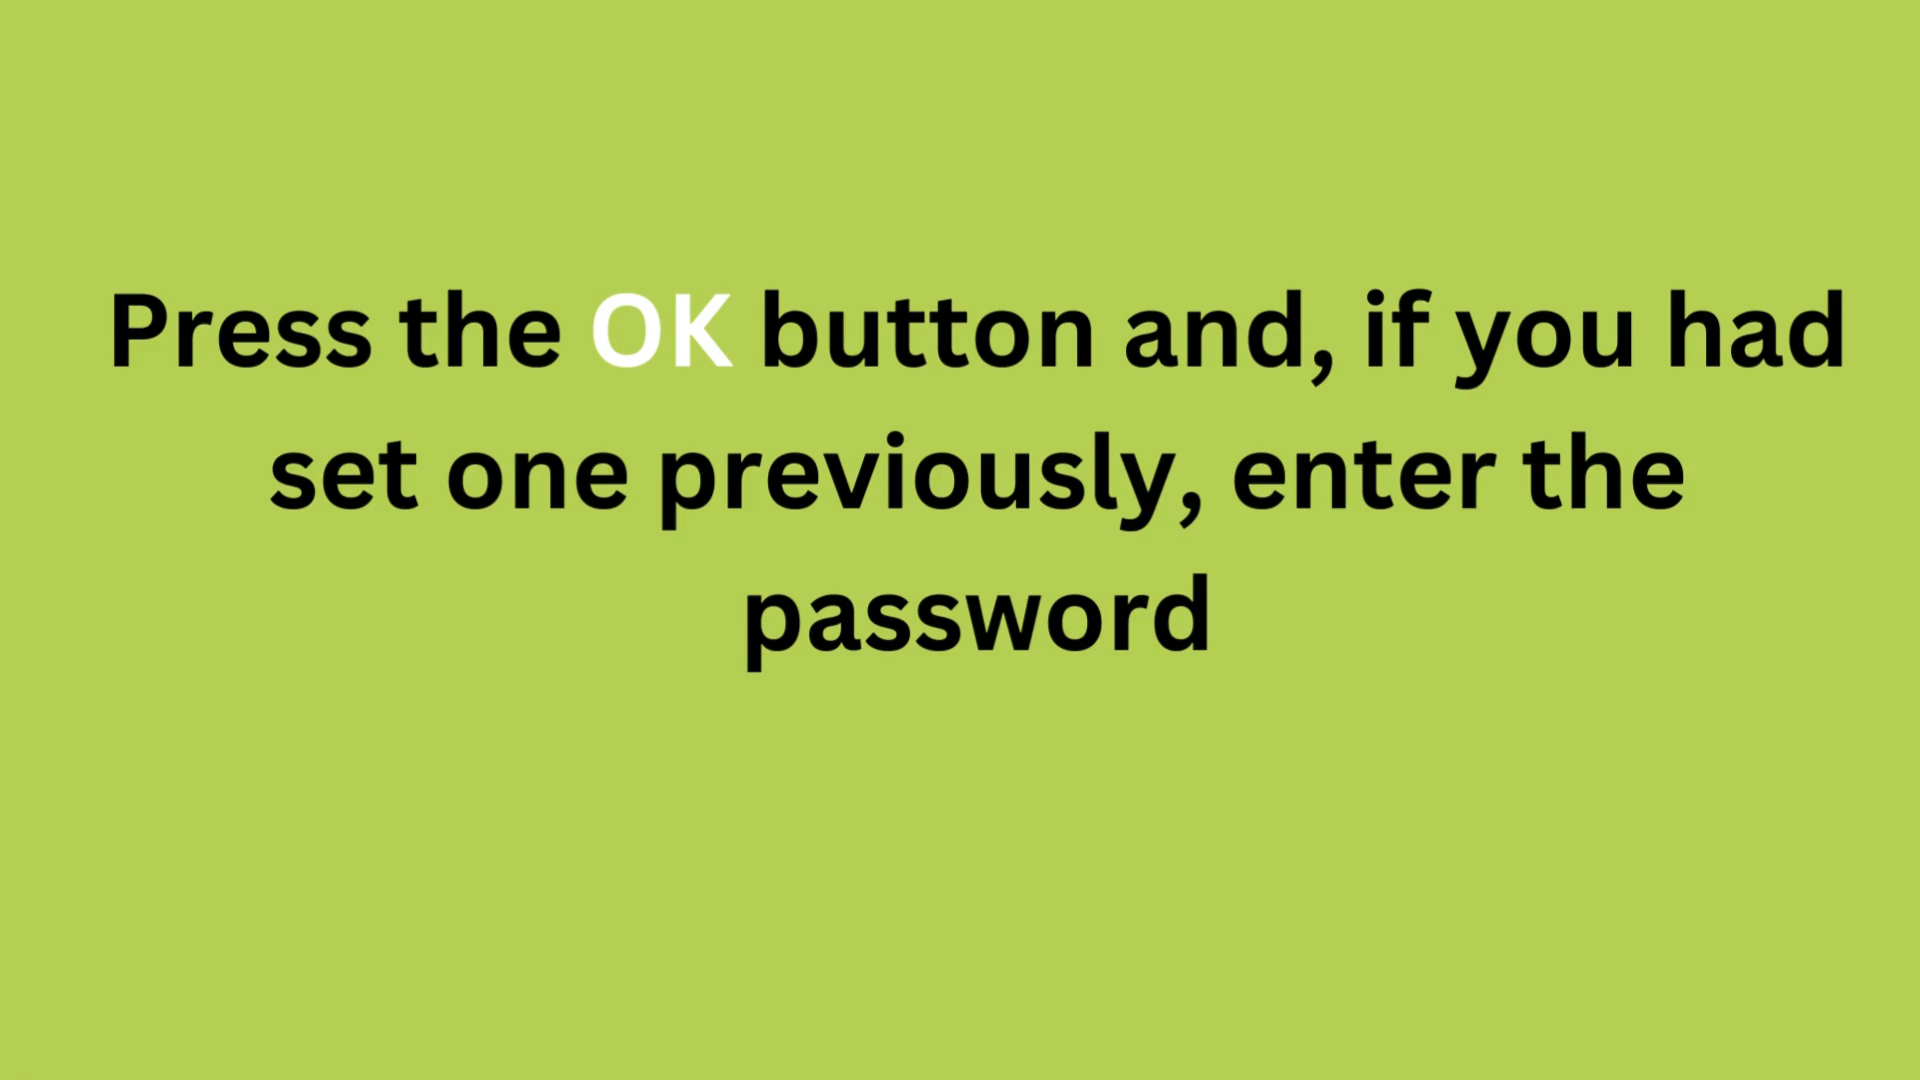 Press the OK button and, if you had
set one previously, enter the
password